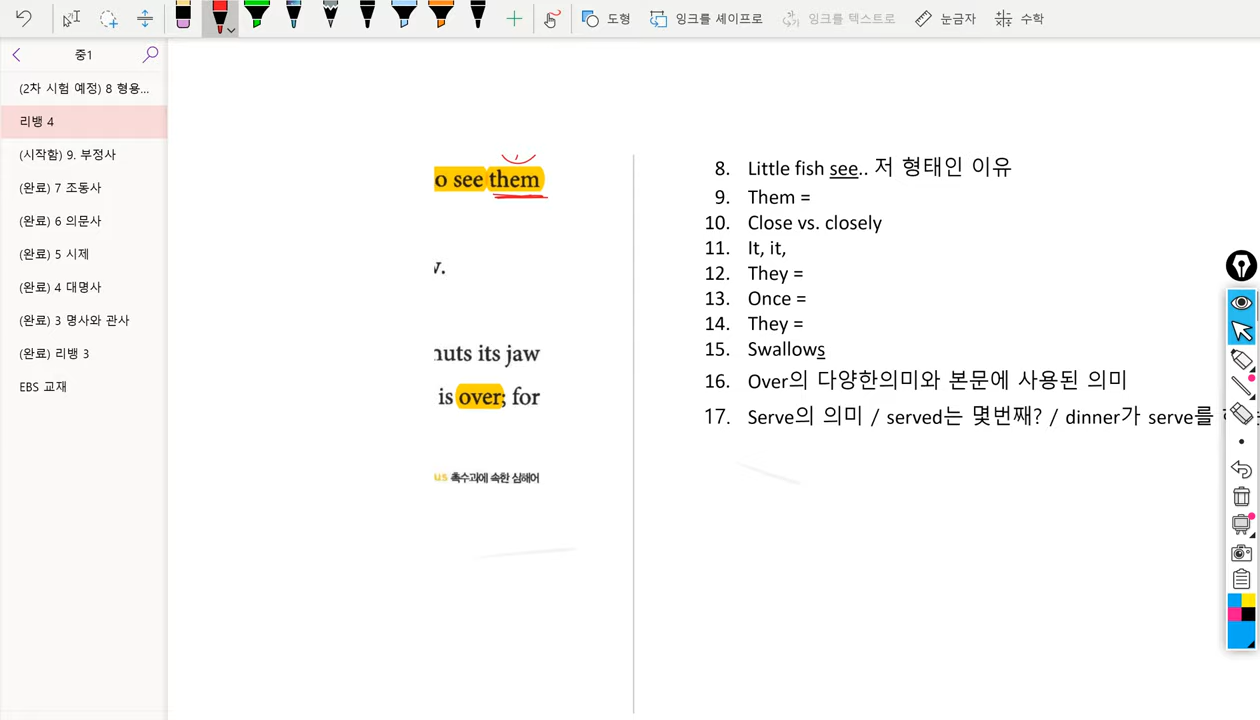 도형
잉크를 셰이프로
잉크를 텍스트로
눈금자
수학
중1
(2차 시험 예정) 8 형용...
리뱅 4
(시작함) 9. 부정사
(완료) 7 조동사
(완료) 6 의문사
(완료) 5 시제
(완료) 4 대명사
(완료) 3 명사와 관사
(완료) 리뱅 3
EBS 교재
o see them
huts its jaw
is over; for
us 촉수과에 속한 심해어
8. Little fish see.. 저 형태인 이유
9. Them =
10. Close vs. closely
11. It, it,
12. They =
13. Once =
14. They =
15. Swallows
16. Over의 다양한의미와 본문에 사용된 의미
17. Serve의 의미 / served는 몇번째? / dinner가 serve를